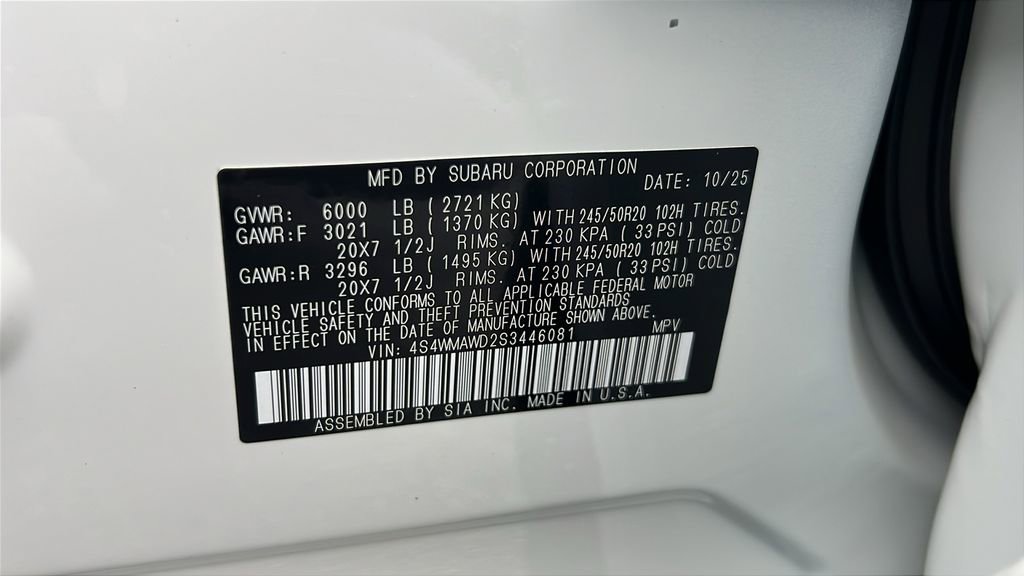 MFD BY SUBARU CORPORATION DATE: 10/25
GVWR: 6000 LB ( 2721 KG)
GAWR:F 3021 LB ( 1370 KG) WITH 245/50R20 102H TIRES.
20X7 1/2J RIMS. AT 230 KPA ( 33 PSI) COLD
GAWR:R 3296 LB ( 1495 KG) WITH 245/50R20 102H TIRES.
20X7 1/2J RIMS. AT 230 KPA ( 33 PSI) COLD
THIS VEHICLE CONFORMS TO ALL APPLICABLE FEDERAL MOTOR
VEHICLE SAFETY AND THEFT PREVENTION STANDARDS
IN EFFECT ON THE DATE OF MANUFACTURE SHOWN ABOVE.
VIN: 4S4WMAWD2S3446081 MPV
ASSEMBLED BY SIA INC. MADE IN U.S.A.